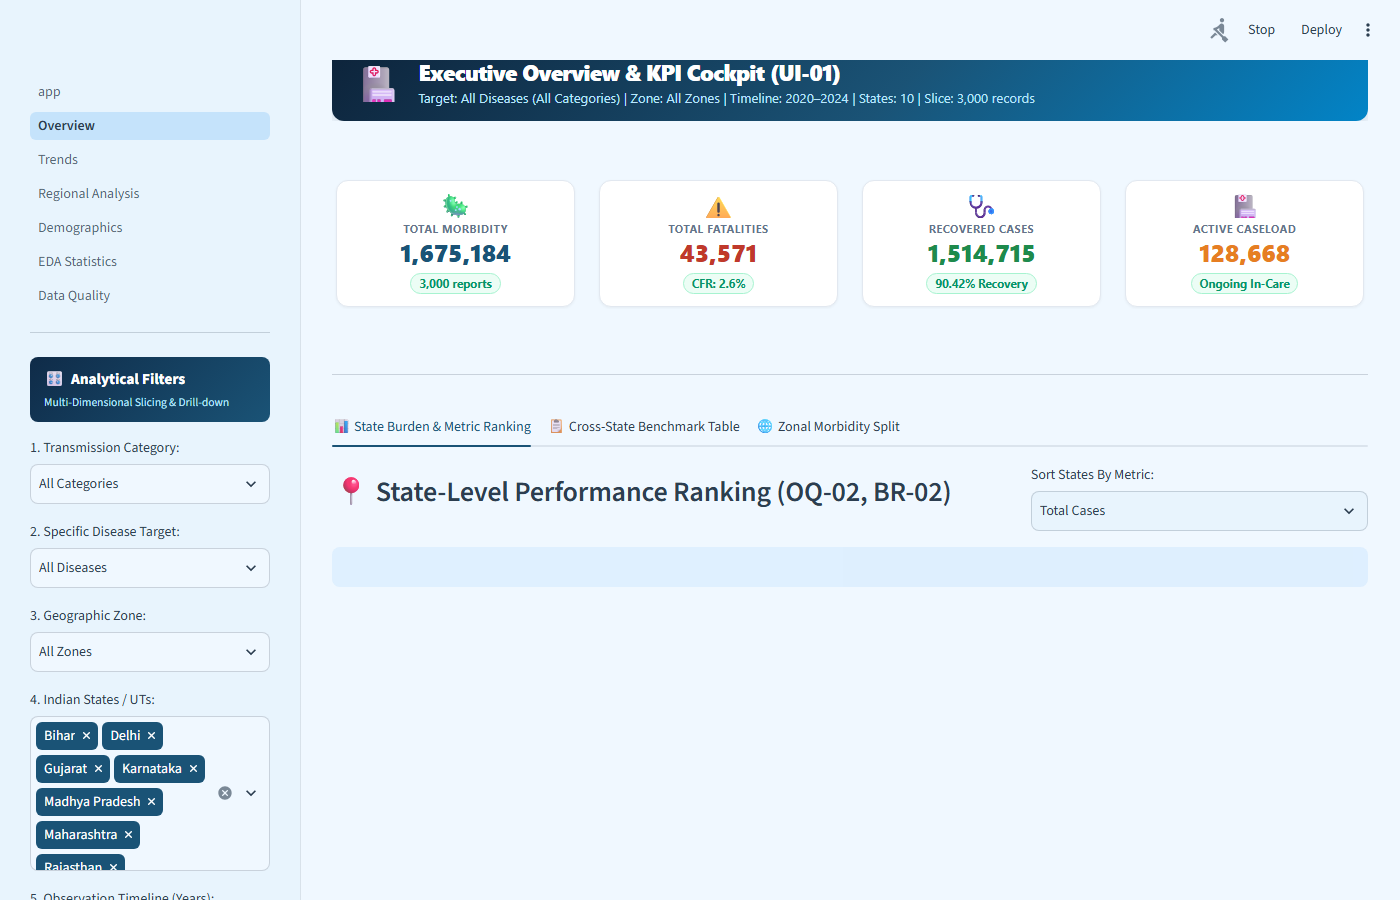 Stop
Deploy
app
Overview
Trends
Regional Analysis
Demographics
EDA Statistics
Data Quality
Analytical Filters
Multi-Dimensional Slicing & Drill-down
1. Transmission Category:
All Categories
2. Specific Disease Target:
All Diseases
3. Geographic Zone:
All Zones
4. Indian States / UTs:
Bihar × Delhi ×
Gujarat × Karnataka ×
Madhya Pradesh ×
Maharashtra ×
Rajasthan ×
5. Observation Timeline (Years):
Executive Overview & KPI Cockpit (UI-01)
Target: All Diseases (All Categories) | Zone: All Zones | Timeline: 2020–2024 | States: 10 | Slice: 3,000 records
TOTAL MORBIDITY
1,675,184
3,000 reports
TOTAL FATALITIES
43,571
CFR: 2.6%
RECOVERED CASES
1,514,715
90.42% Recovery
ACTIVE CASELOAD
128,668
Ongoing In-Care
State Burden & Metric Ranking
Cross-State Benchmark Table
Zonal Morbidity Split
State-Level Performance Ranking (OQ-02, BR-02)
Sort States By Metric:
Total Cases